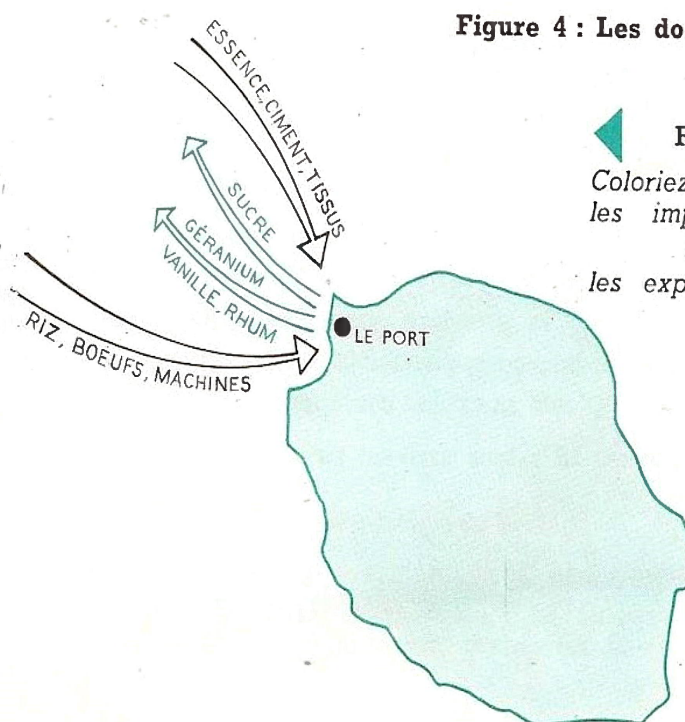 Figure 4 : Les do
Coloriez
les imp
les exp
ESSENCE, CIMENT, TISSUS
SUCRE
GÉRANIUM
VANILLE, RHUM
RIZ, BOEUFS, MACHINES
LE PORT